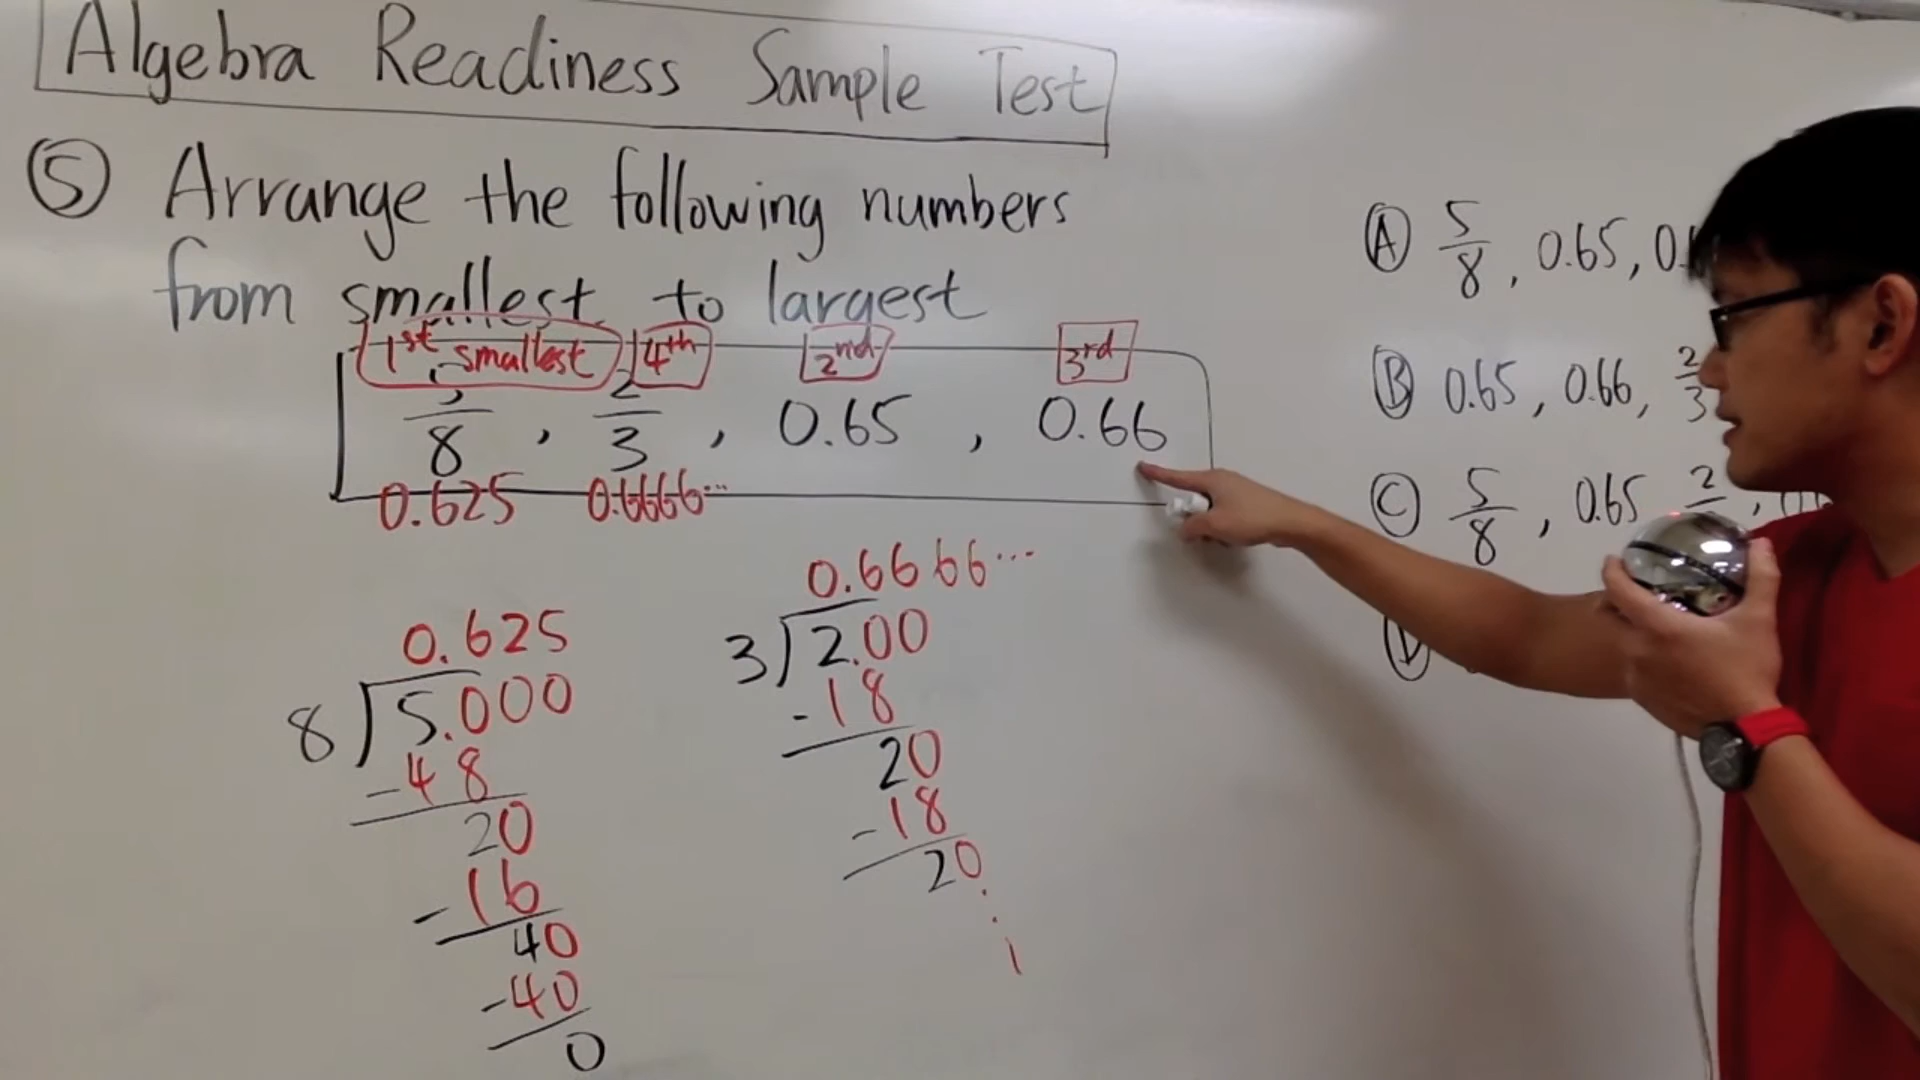 Algebra Readiness Sample Test
⑤ Arrange the following numbers
from smallest to largest
1st smallest 4th 2nd 3rd
5/8 , 2/3 , 0.65 , 0.66
0.625 0.6666...
0.625
8)5.000
-48
20
-16
40
-40
0
0.6666...
3)2.00
-18
20
-18
20
Ⓐ 5/8 , 0.65,
Ⓑ 0.65 , 0.66, 2/3
Ⓒ 5/8 , 0.65